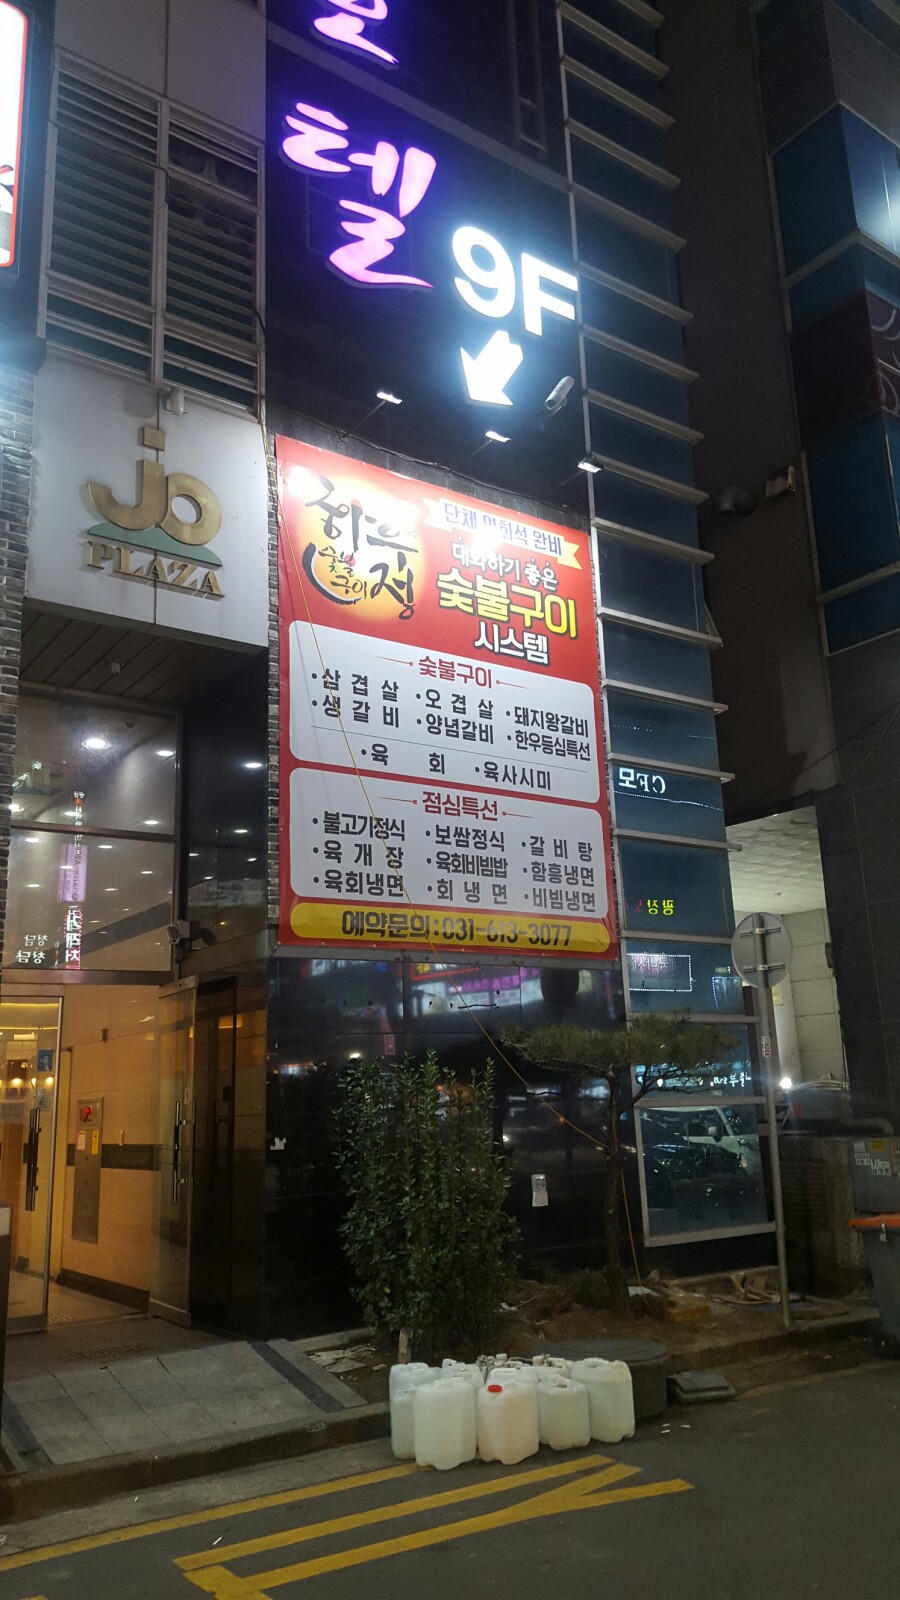 텔
9F
jo
PLAZA
하우정
숯불구이
단체 연회석 완비
대화하기 좋은
숯불구이
시스템
숯불구이
·삼겹살 ·오겹살 ·돼지왕갈비
·생갈비 ·양념갈비 ·한우등심특선
·육 회 ·육사시미
점심특선
·불고기정식 ·보쌈정식 ·갈비탕
·육개장 ·육회비빔밥 ·함흥냉면
·육회냉면 ·회냉면 ·비빔냉면
예약문의:031-613-3077